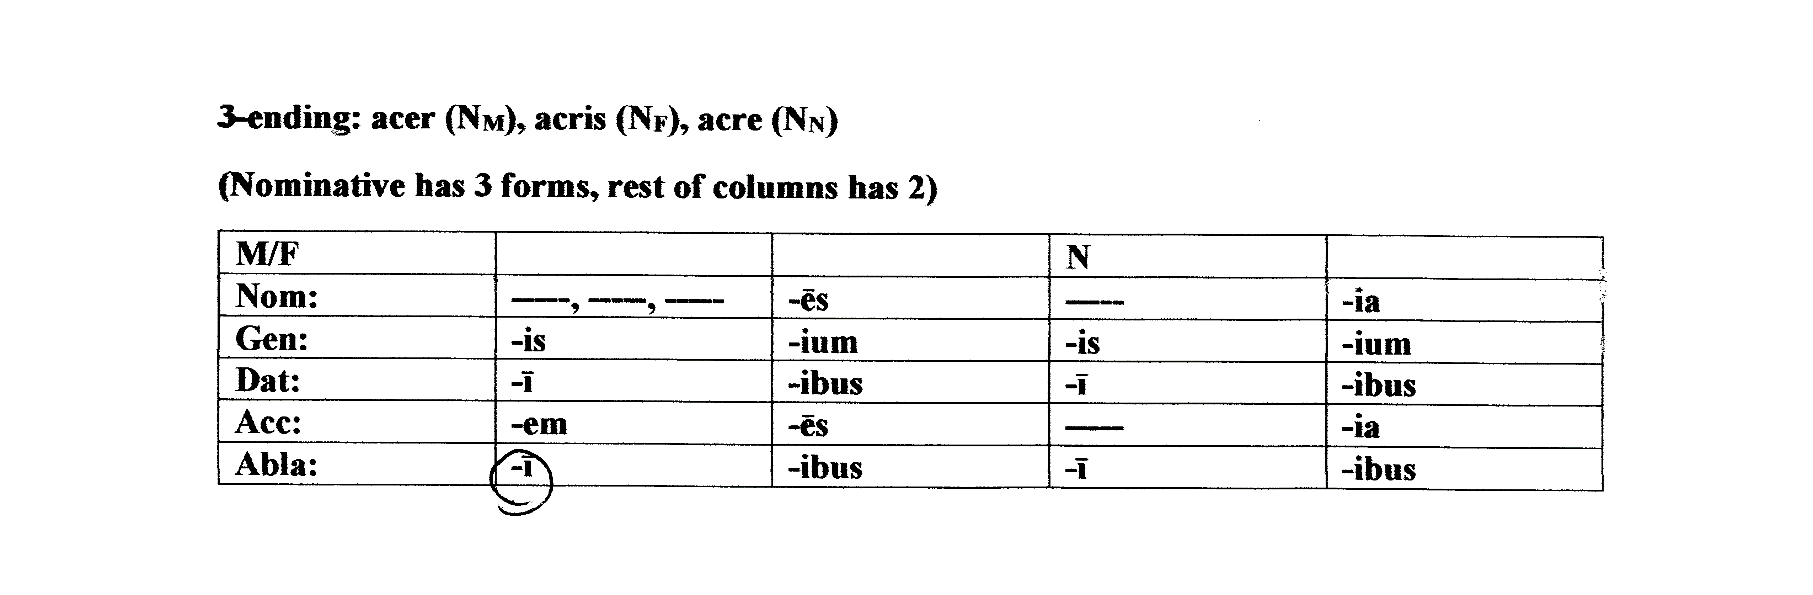 3-ending: acer (NM), acris (NF), acre (NN)
(Nominative has 3 forms, rest of columns has 2)
M/F N
Nom: -----, -----, ----- -ēs ----- -ia
Gen: -is -ium -is -ium
Dat: -ī -ibus -ī -ibus
Acc: -em -ēs ----- -ia
Abla: -ī -ibus -ī -ibus